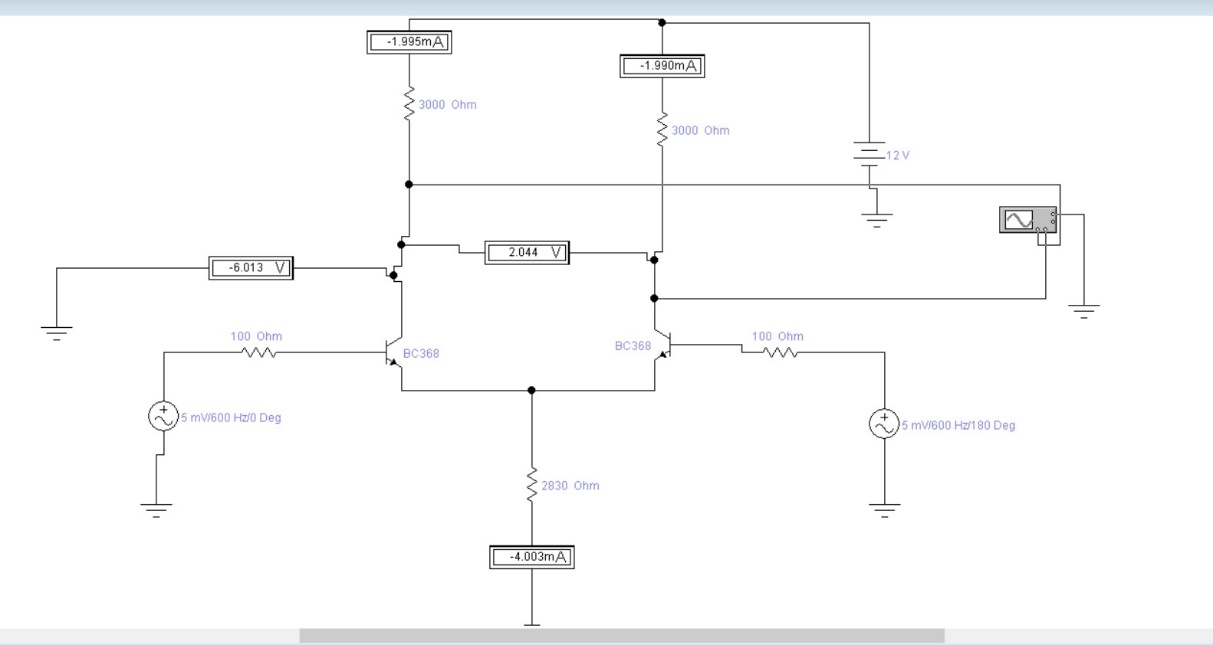 -1.995mA
-1.990mA
3000 Ohm
3000 Ohm
12 V
2.044 V
-6.013 V
100 Ohm
100 Ohm
BC368
BC368
5 mV/600 Hz/0 Deg
5 mV/600 Hz/180 Deg
2830 Ohm
-4.003mA